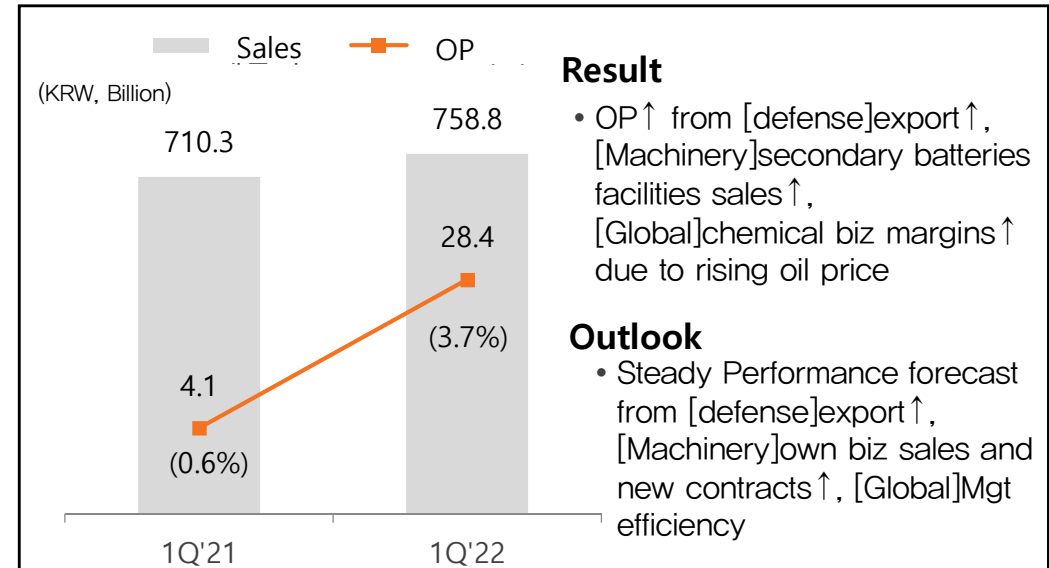 Sales OP
(KRW, Billion)
710.3
758.8
4.1
(0.6%)
28.4
(3.7%)
1Q'21 1Q'22
Result
• OP↑ from [defense]export↑,
[Machinery]secondary batteries
facilities sales↑,
[Global]chemical biz margins↑
due to rising oil price
Outlook
• Steady Performance forecast
from [defense]export↑,
[Machinery]own biz sales and
new contracts↑, [Global]Mgt
efficiency